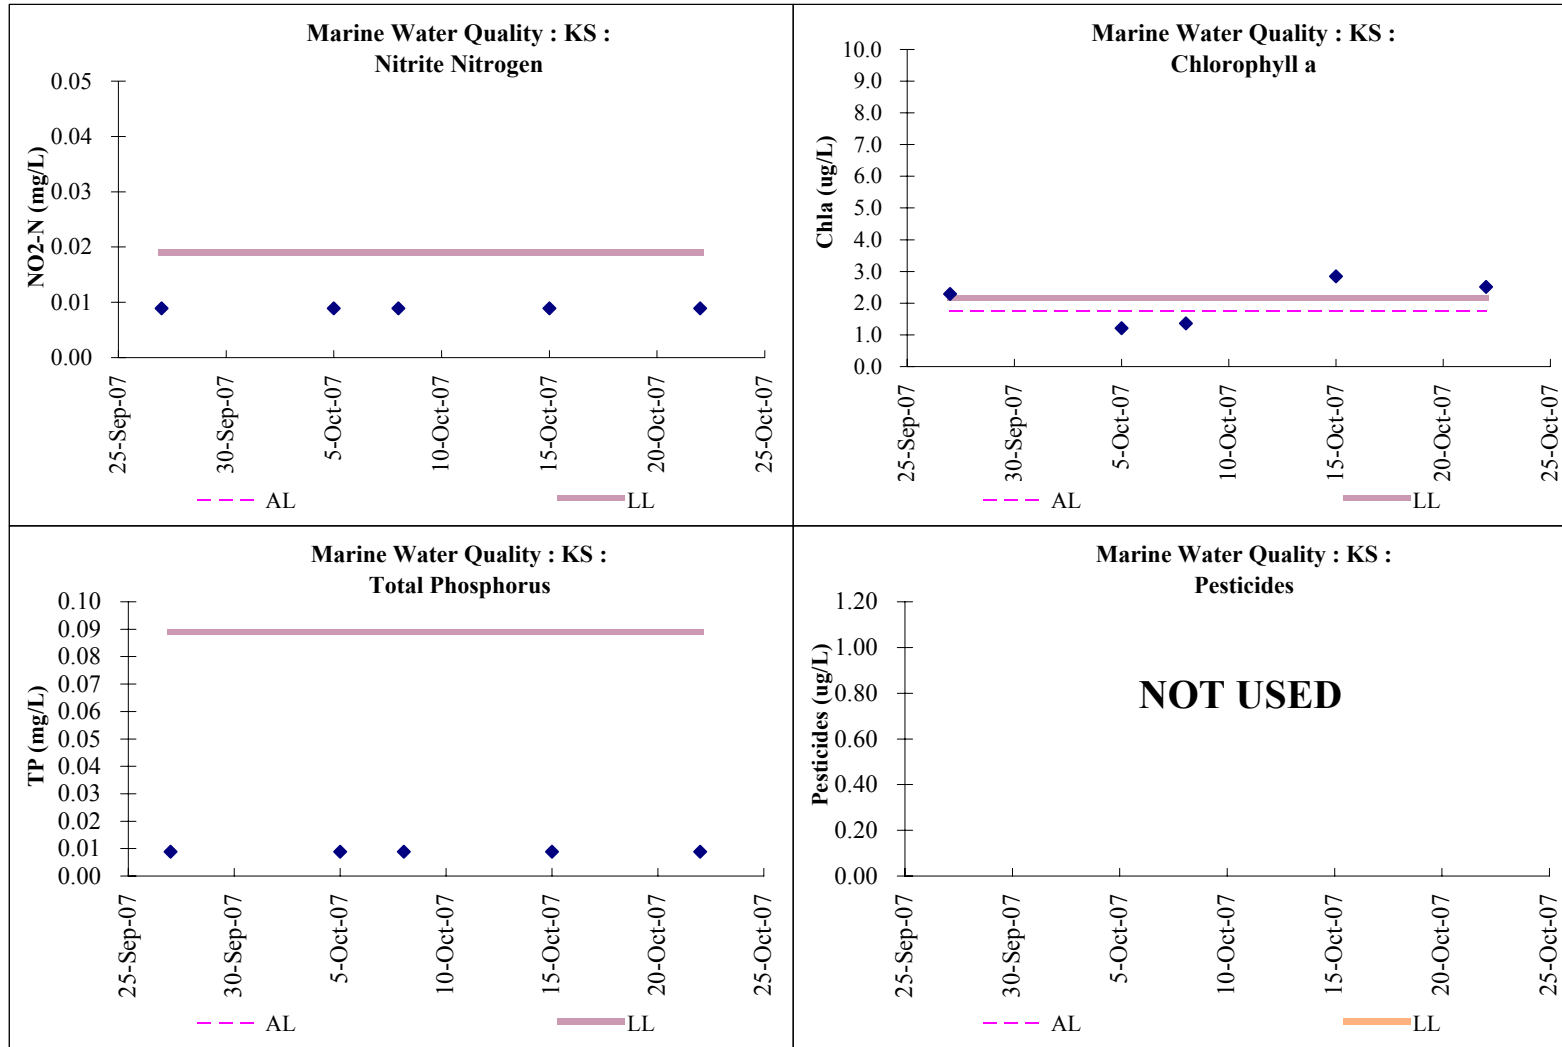 Marine Water Quality : KS :
Nitrite Nitrogen
NO2-N (mg/L)
0.05
0.04
0.03
0.02
0.01
0.00
25-Sep-07
30-Sep-07
5-Oct-07
10-Oct-07
15-Oct-07
20-Oct-07
25-Oct-07
AL
LL
Marine Water Quality : KS :
Chlorophyll a
Chla (ug/L)
10.0
9.0
8.0
7.0
6.0
5.0
4.0
3.0
2.0
1.0
0.0
25-Sep-07
30-Sep-07
5-Oct-07
10-Oct-07
15-Oct-07
20-Oct-07
25-Oct-07
AL
LL
Marine Water Quality : KS :
Total Phosphorus
TP (mg/L)
0.10
0.09
0.08
0.07
0.06
0.05
0.04
0.03
0.02
0.01
0.00
25-Sep-07
30-Sep-07
5-Oct-07
10-Oct-07
15-Oct-07
20-Oct-07
25-Oct-07
AL
LL
Marine Water Quality : KS :
Pesticides
Pesticides (ug/L)
1.20
1.00
0.80
0.60
0.40
0.20
0.00
NOT USED
25-Sep-07
30-Sep-07
5-Oct-07
10-Oct-07
15-Oct-07
20-Oct-07
25-Oct-07
AL
LL